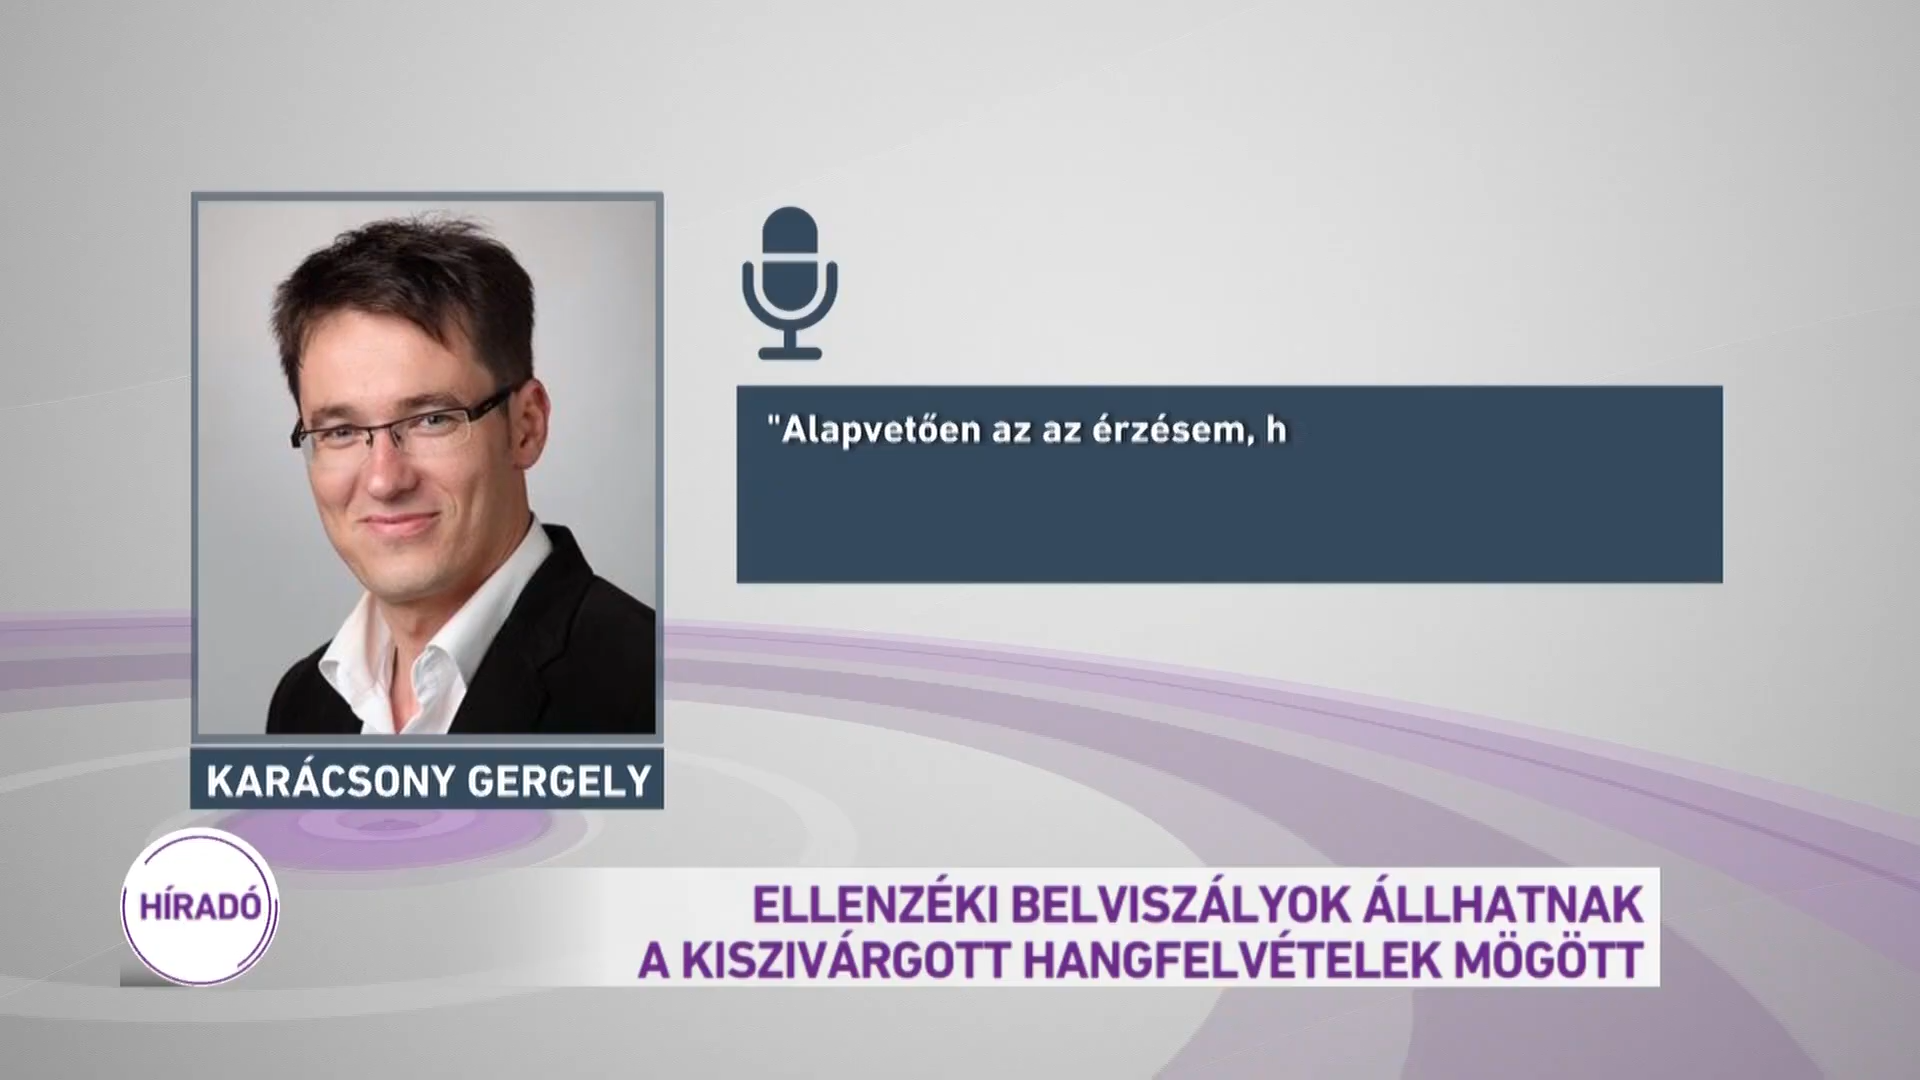 "Alapvetően az az érzésem, h
KARÁCSONY GERGELY
HÍRADÓ
ELLENZÉKI BELVISZÁLYOK ÁLLHATNAK
A KISZIVÁRGOTT HANGFELVÉTELEK MÖGÖTT